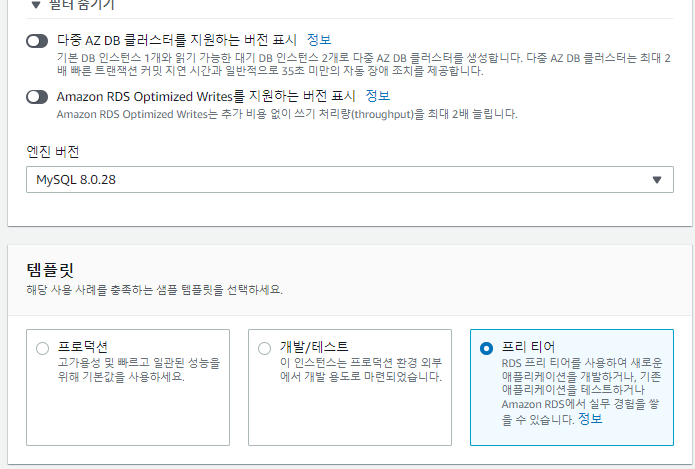 필터 숨기기
다중 AZ DB 클러스터를 지원하는 버전 표시 정보
기본 DB 인스턴스 1개와 읽기 가능한 대기 DB 인스턴스 2개로 다중 AZ DB 클러스터를 생성합니다. 다중 AZ DB 클러스터는 최대 2
배 빠른 트랜잭션 커밋 지연 시간과 일반적으로 35초 미만의 자동 장애 조치를 제공합니다.
Amazon RDS Optimized Writes를 지원하는 버전 표시 정보
Amazon RDS Optimized Writes는 추가 비용 없이 쓰기 처리량(throughput)을 최대 2배 늘립니다.
엔진 버전
MySQL 8.0.28
템플릿
해당 사용 사례를 충족하는 샘플 템플릿을 선택하세요.
프로덕션
고가용성 및 빠르고 일관된 성능을
위해 기본값을 사용하세요.
개발/테스트
이 인스턴스는 프로덕션 환경 외부
에서 개발 용도로 마련되었습니다.
프리 티어
RDS 프리 티어를 사용하여 새로운
애플리케이션을 개발하거나, 기존
애플리케이션을 테스트하거나
Amazon RDS에서 실무 경험을 쌓
을 수 있습니다. 정보